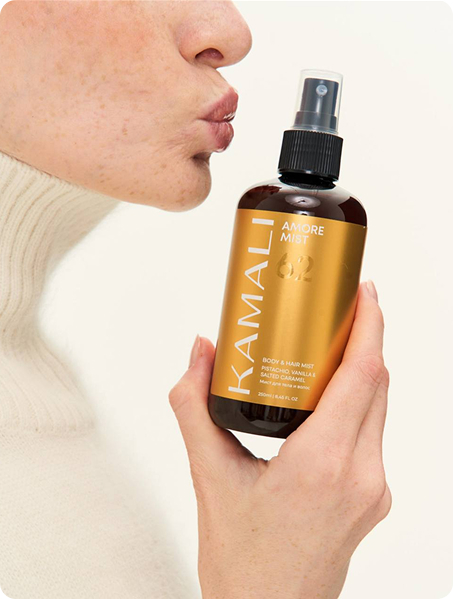 KAMALI
AMORE
MIST
62
BODY & HAIR MIST
PISTACHIO, VANILLA &
SALTED CARAMEL
Мист для тела и волос
250ml / 8,45 FL OZ